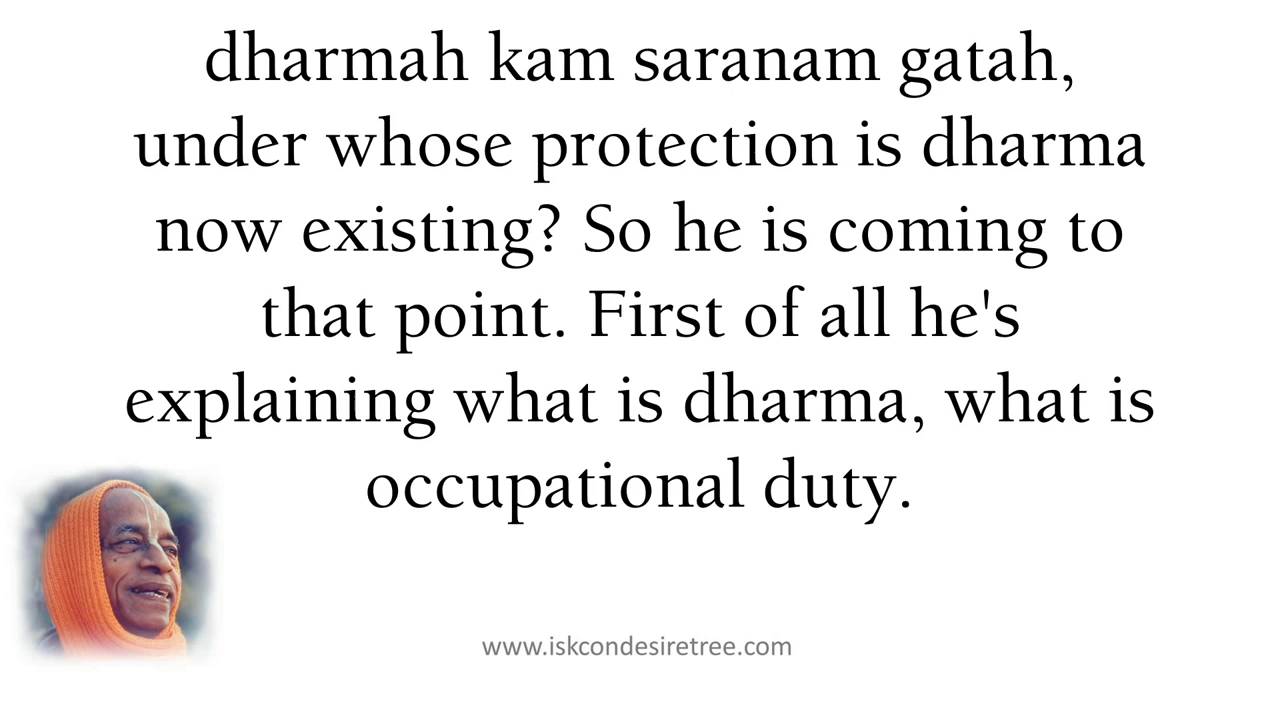 dharmah kam saranam gatah,
under whose protection is dharma
now existing? So he is coming to
that point. First of all he's
explaining what is dharma, what is
occupational duty.
www.iskcondesiretree.com